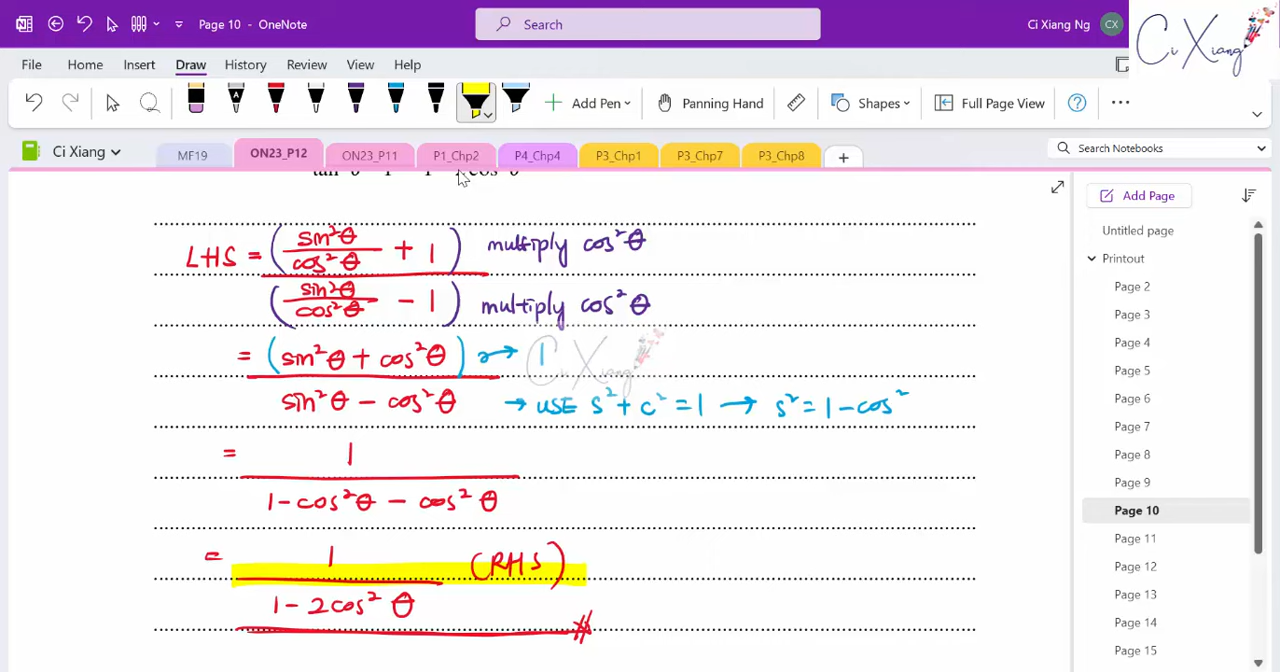 Page 10 - OneNote
Search
Ci Xiang Ng
CX
Ci Xiang
File Home Insert Draw History Review View Help
A
Add Pen
Panning Hand
Shapes
Full Page View
?
Ci Xiang
MF19
ON23_P12
ON23_P11
P1_Chp2
P4_Chp4
P3_Chp1
P3_Chp7
P3_Chp8
+
Search Notebooks
Add Page
Untitled page
Printout
Page 2
Page 3
Page 4
Page 5
Page 6
Page 7
Page 8
Page 9
Page 10
Page 11
Page 12
Page 13
Page 14
Page 15
LHS = (sin²θ/cos²θ + 1) multiply cos²θ
(sin²θ/cos²θ - 1) multiply cos²θ
= (sin²θ + cos²θ) → 1
Ci Xiang
sin²θ - cos²θ → USE s² + c² = 1 → s² = 1 - cos²
= 1
1 - cos²θ - cos²θ
= 1 (RHS)
1 - 2cos²θ